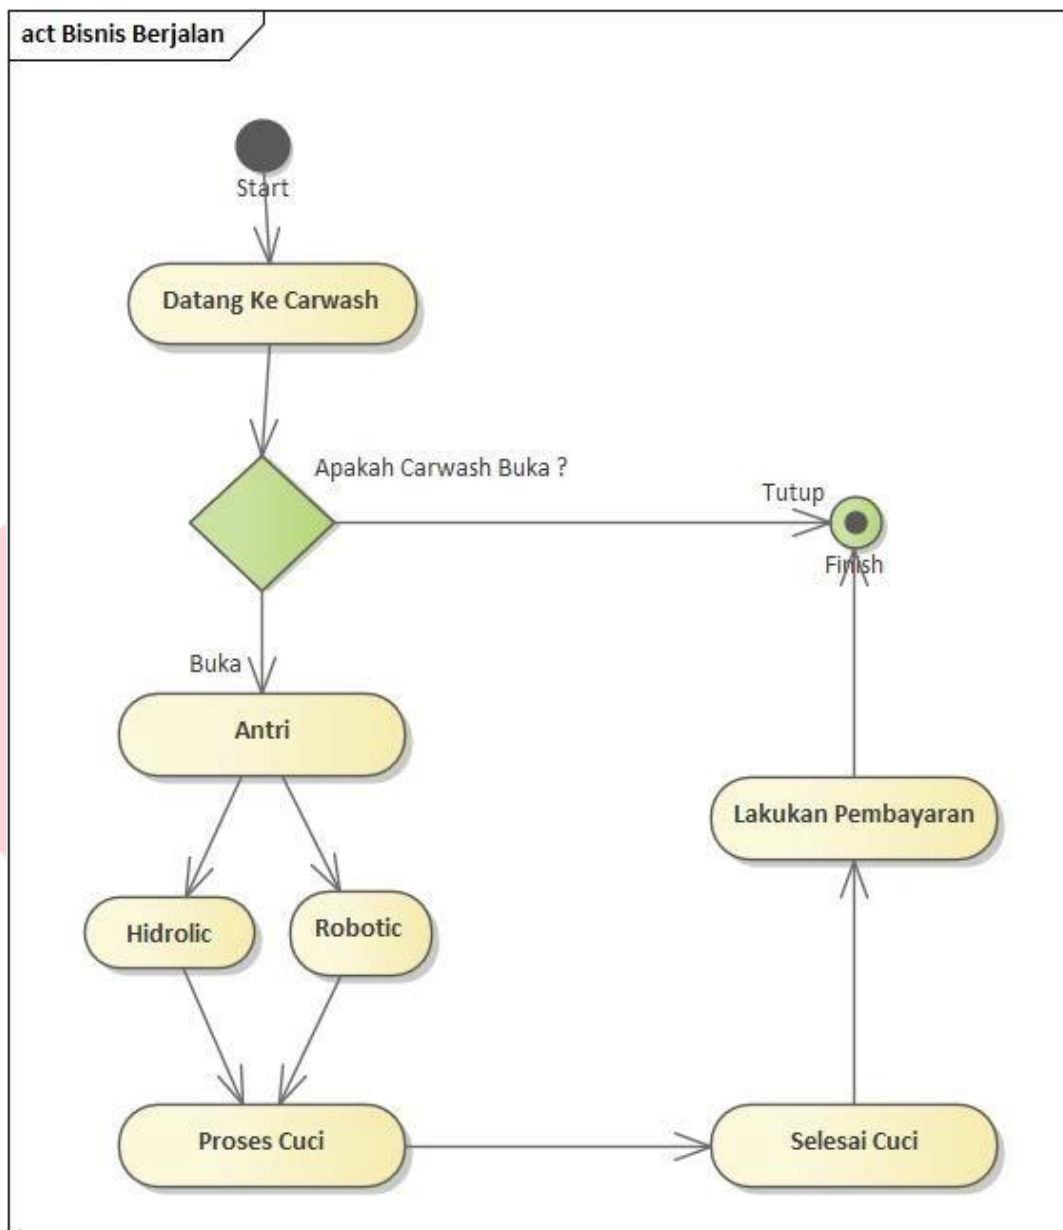 act Bisnis Berjalan
Start
Datang Ke Carwash
Apakah Carwash Buka ?
Tutup
Finish
Buka
Antri
Lakukan Pembayaran
Hidrolic
Robotic
Proses Cuci
Selesai Cuci